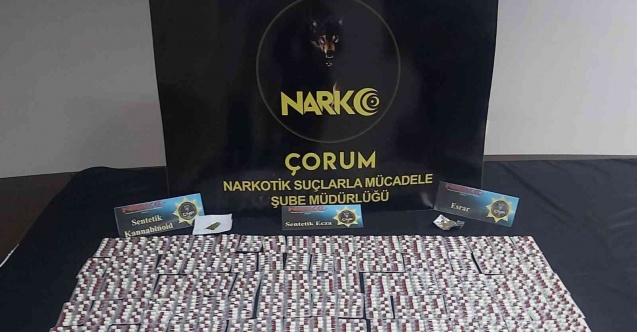 NARKO
ÇORUM
NARKOTİK SUÇLARLA MÜCADELE
ŞUBE MÜDÜRLÜĞÜ
Sentetik
Kannabinoid
Sentetik Ecza
Esrar